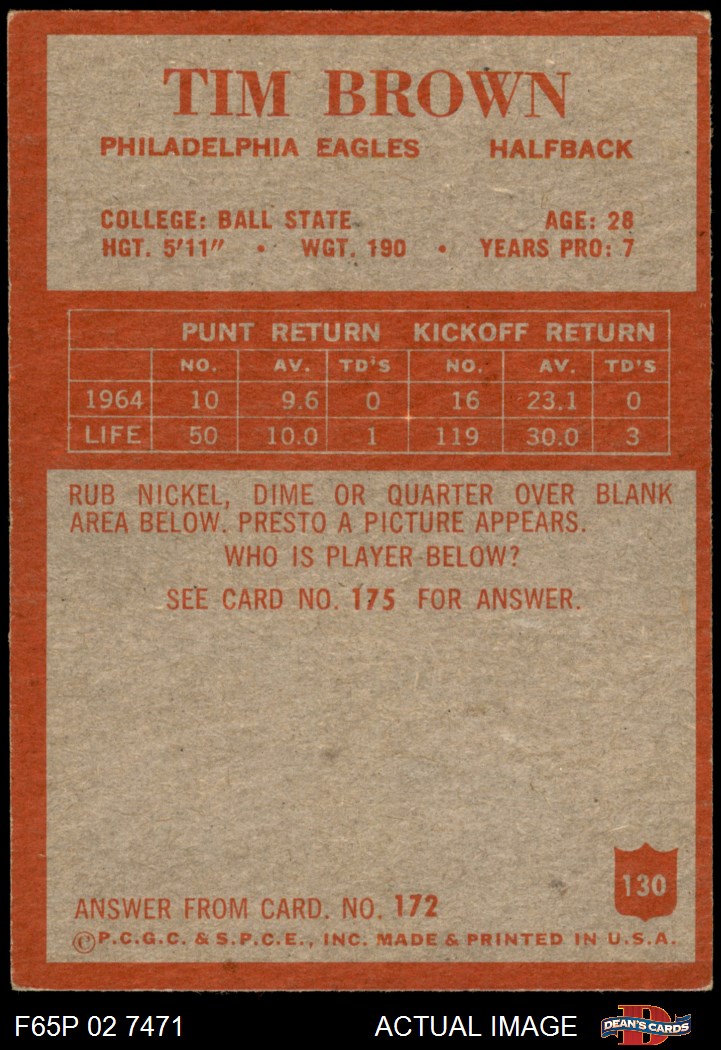 TIM BROWN
PHILADELPHIA EAGLES HALFBACK
COLLEGE: BALL STATE AGE: 28
HGT. 5'11" • WGT. 190 • YEARS PRO: 7
PUNT RETURN KICKOFF RETURN
NO. AV. TD'S NO. AV. TD'S
1964 10 9.6 0 16 23.1 0
LIFE 50 10.0 1 119 30.0 3
RUB NICKEL, DIME OR QUARTER OVER BLANK
AREA BELOW. PRESTO A PICTURE APPEARS.
WHO IS PLAYER BELOW?
SEE CARD NO. 175 FOR ANSWER.
130
ANSWER FROM CARD. NO. 172
©P.C.G.C. & S.P.C.E., INC. MADE & PRINTED IN U.S.A.
F65P 02 7471 ACTUAL IMAGE D DEAN'S CARDS